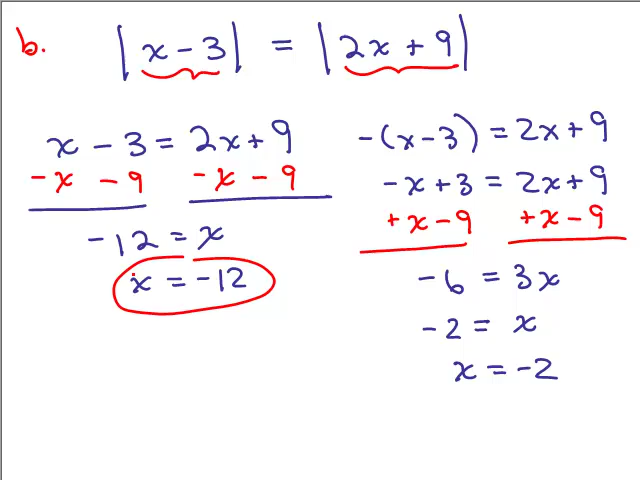 b. |x - 3| = |2x + 9|
x - 3 = 2x + 9
-x - 9 -x - 9
-12 = x
x = -12
-(x - 3) = 2x + 9
-x + 3 = 2x + 9
+x - 9 +x - 9
-6 = 3x
-2 = x
x = -2